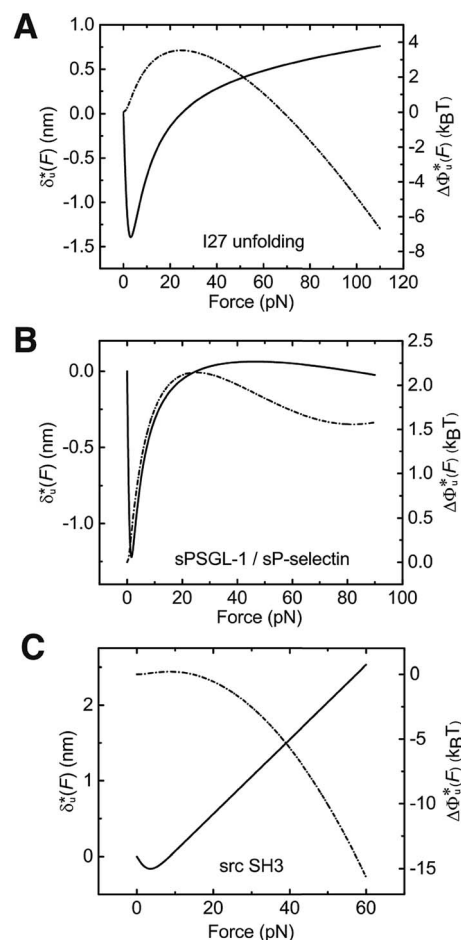 A
1.0
0.5
0.0
-0.5
-1.0
-1.5
δ*u(F) (nm)
4
2
0
-2
-4
-6
-8
ΔΦ*u(F) (kBT)
I27 unfolding
0 20 40 60 80 100 120
Force (pN)
B
0.0
-0.5
-1.0
δ*u(F) (nm)
2.5
2.0
1.5
1.0
0.5
0.0
ΔΦ*u(F) (kBT)
sPSGL-1 / sP-selectin
0 20 40 60 80 100
Force (pN)
C
2
1
0
δ*u(F) (nm)
0
-5
-10
-15
ΔΦ*u(F) (kBT)
src SH3
0 20 40 60
Force (pN)